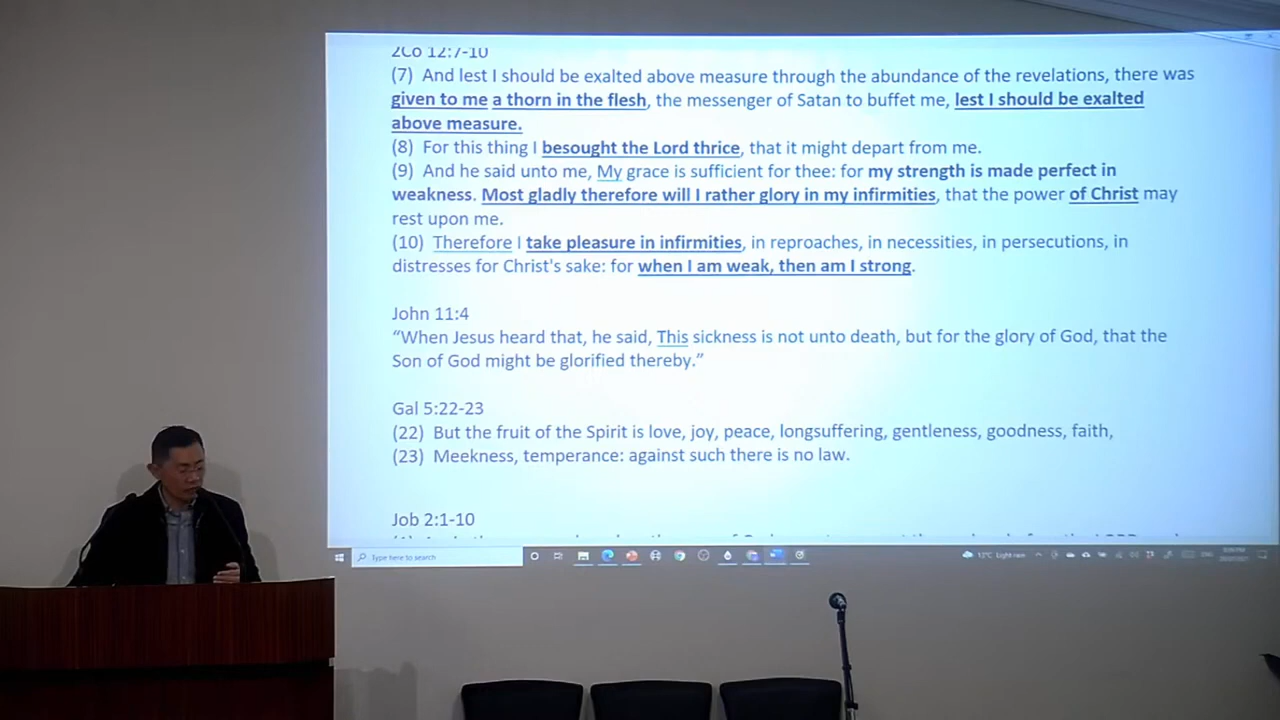 2Co 12:7-10
(7) And lest I should be exalted above measure through the abundance of the revelations, there was
given to me a thorn in the flesh, the messenger of Satan to buffet me, lest I should be exalted
above measure.
(8) For this thing I besought the Lord thrice, that it might depart from me.
(9) And he said unto me, My grace is sufficient for thee: for my strength is made perfect in
weakness. Most gladly therefore will I rather glory in my infirmities, that the power of Christ may
rest upon me.
(10) Therefore I take pleasure in infirmities, in reproaches, in necessities, in persecutions, in
distresses for Christ's sake: for when I am weak, then am I strong.
John 11:4
“When Jesus heard that, he said, This sickness is not unto death, but for the glory of God, that the
Son of God might be glorified thereby.”
Gal 5:22-23
(22) But the fruit of the Spirit is love, joy, peace, longsuffering, gentleness, goodness, faith,
(23) Meekness, temperance: against such there is no law.
Job 2:1-10
Type here to search
13°C Light rain